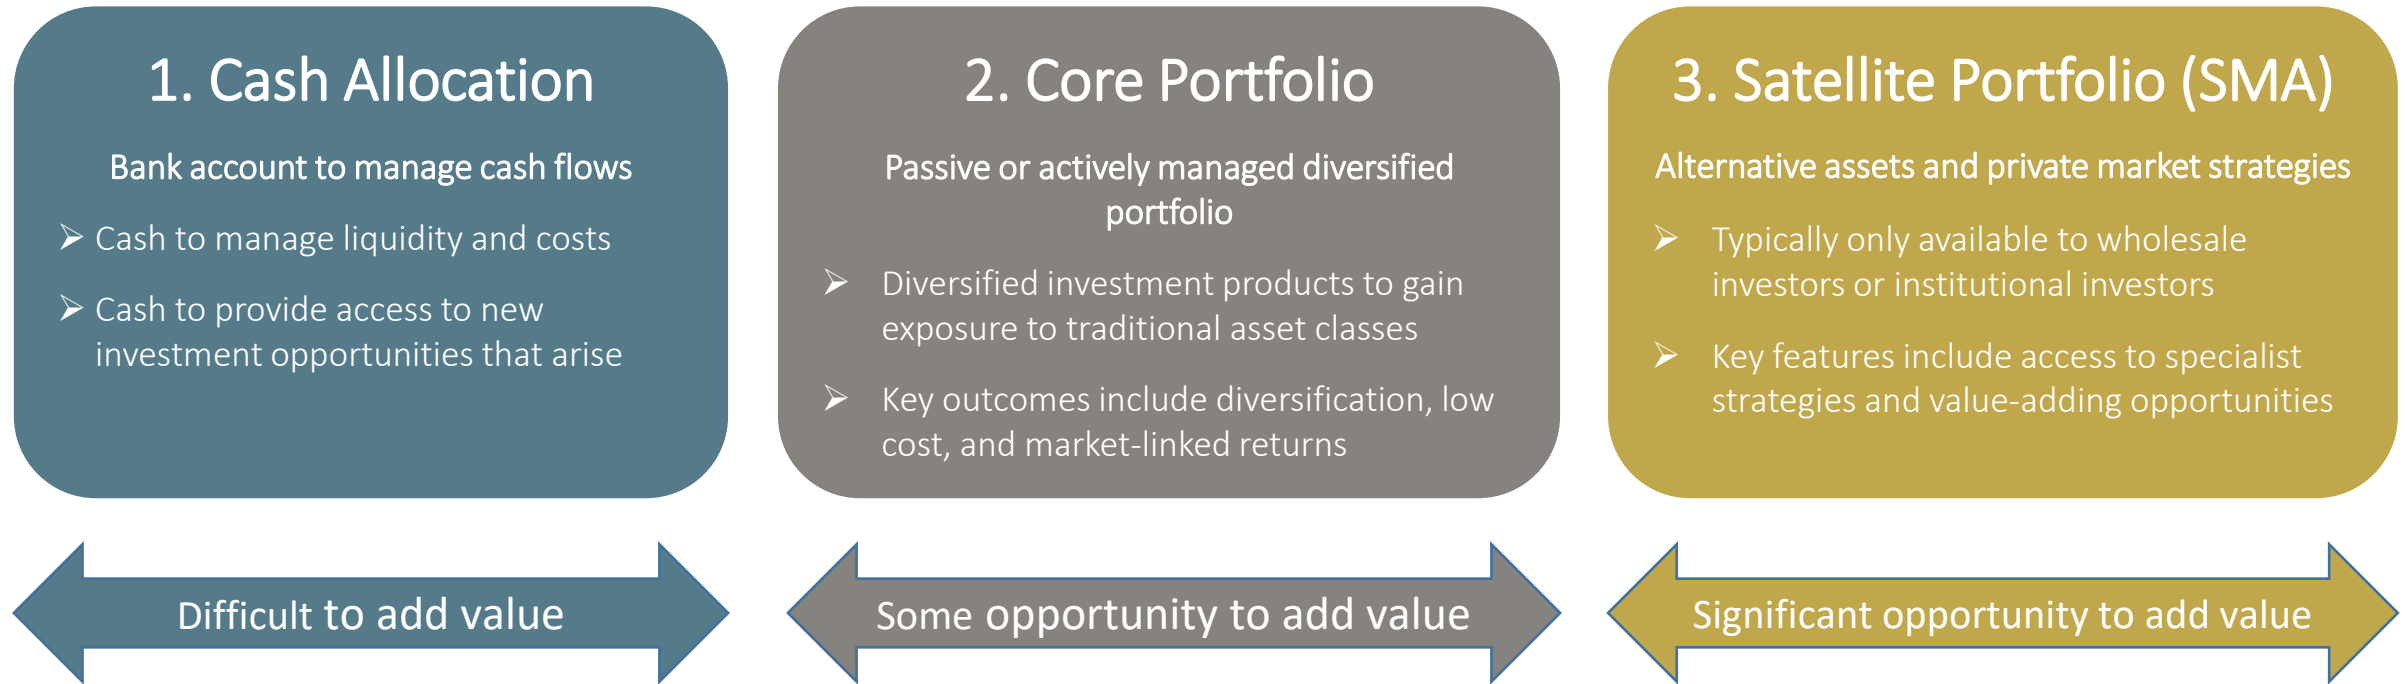 1. Cash Allocation
Bank account to manage cash flows
➢ Cash to manage liquidity and costs
➢ Cash to provide access to new
investment opportunities that arise
Difficult to add value
2. Core Portfolio
Passive or actively managed diversified
portfolio
➢ Diversified investment products to gain
exposure to traditional asset classes
➢ Key outcomes include diversification, low
cost, and market-linked returns
Some opportunity to add value
3. Satellite Portfolio (SMA)
Alternative assets and private market strategies
➢ Typically only available to wholesale
investors or institutional investors
➢ Key features include access to specialist
strategies and value-adding opportunities
Significant opportunity to add value